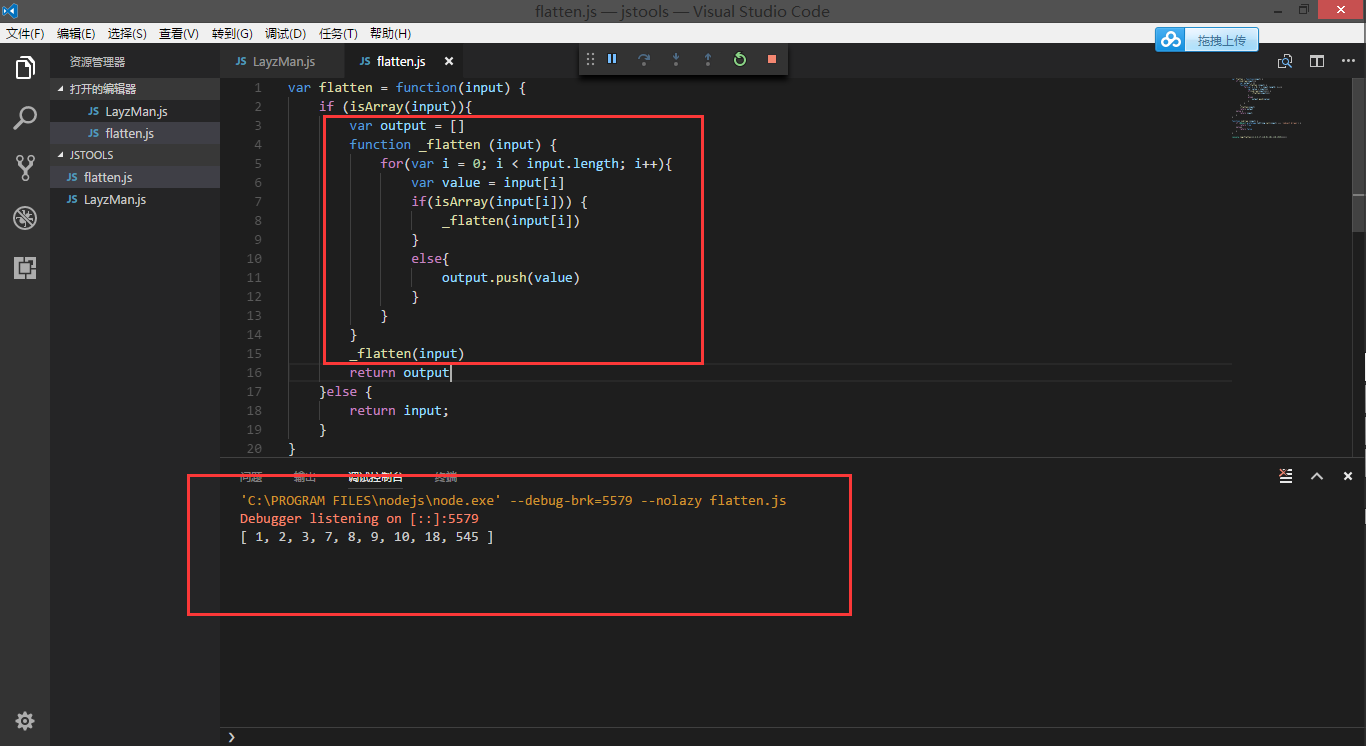 flatten.js — jstools — Visual Studio Code
文件(F) 编辑(E) 选择(S) 查看(V) 转到(G) 调试(D) 任务(T) 帮助(H)
拖拽上传
资源管理器
JS LayzMan.js JS flatten.js
打开的编辑器
JS LayzMan.js
JS flatten.js
JSTOOLS
JS flatten.js
JS LayzMan.js
1 var flatten = function(input) {
2 if (isArray(input)){
3 var output = []
4 function _flatten (input) {
5 for(var i = 0; i < input.length; i++){
6 var value = input[i]
7 if(isArray(input[i])) {
8 _flatten(input[i])
9 }
10 else{
11 output.push(value)
12 }
13 }
14 }
15 _flatten(input)
16 return output
17 }else {
18 return input;
19 }
20 }
问题 输出 调试控制台 终端
'C:\PROGRAM FILES\nodejs\node.exe' --debug-brk=5579 --nolazy flatten.js
Debugger listening on [::]:5579
[ 1, 2, 3, 7, 8, 9, 10, 18, 545 ]